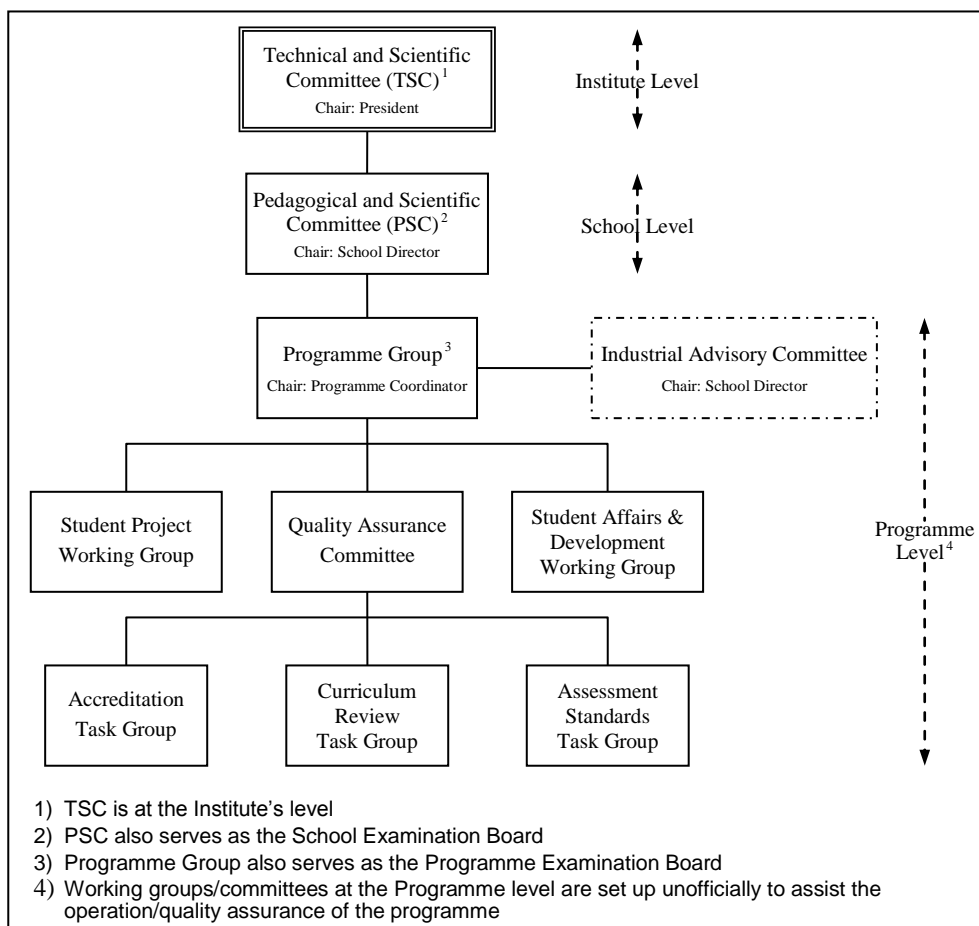 Technical and Scientific
Committee (TSC)1
Chair: President
Institute Level
Pedagogical and Scientific
Committee (PSC)2
Chair: School Director
School Level
Programme Group3
Chair: Programme Coordinator
Industrial Advisory Committee
Chair: School Director
Student Project
Working Group
Quality Assurance
Committee
Student Affairs &
Development
Working Group
Programme
Level4
Accreditation
Task Group
Curriculum
Review
Task Group
Assessment
Standards
Task Group
1) TSC is at the Institute’s level
2) PSC also serves as the School Examination Board
3) Programme Group also serves as the Programme Examination Board
4) Working groups/committees at the Programme level are set up unofficially to assist the
operation/quality assurance of the programme